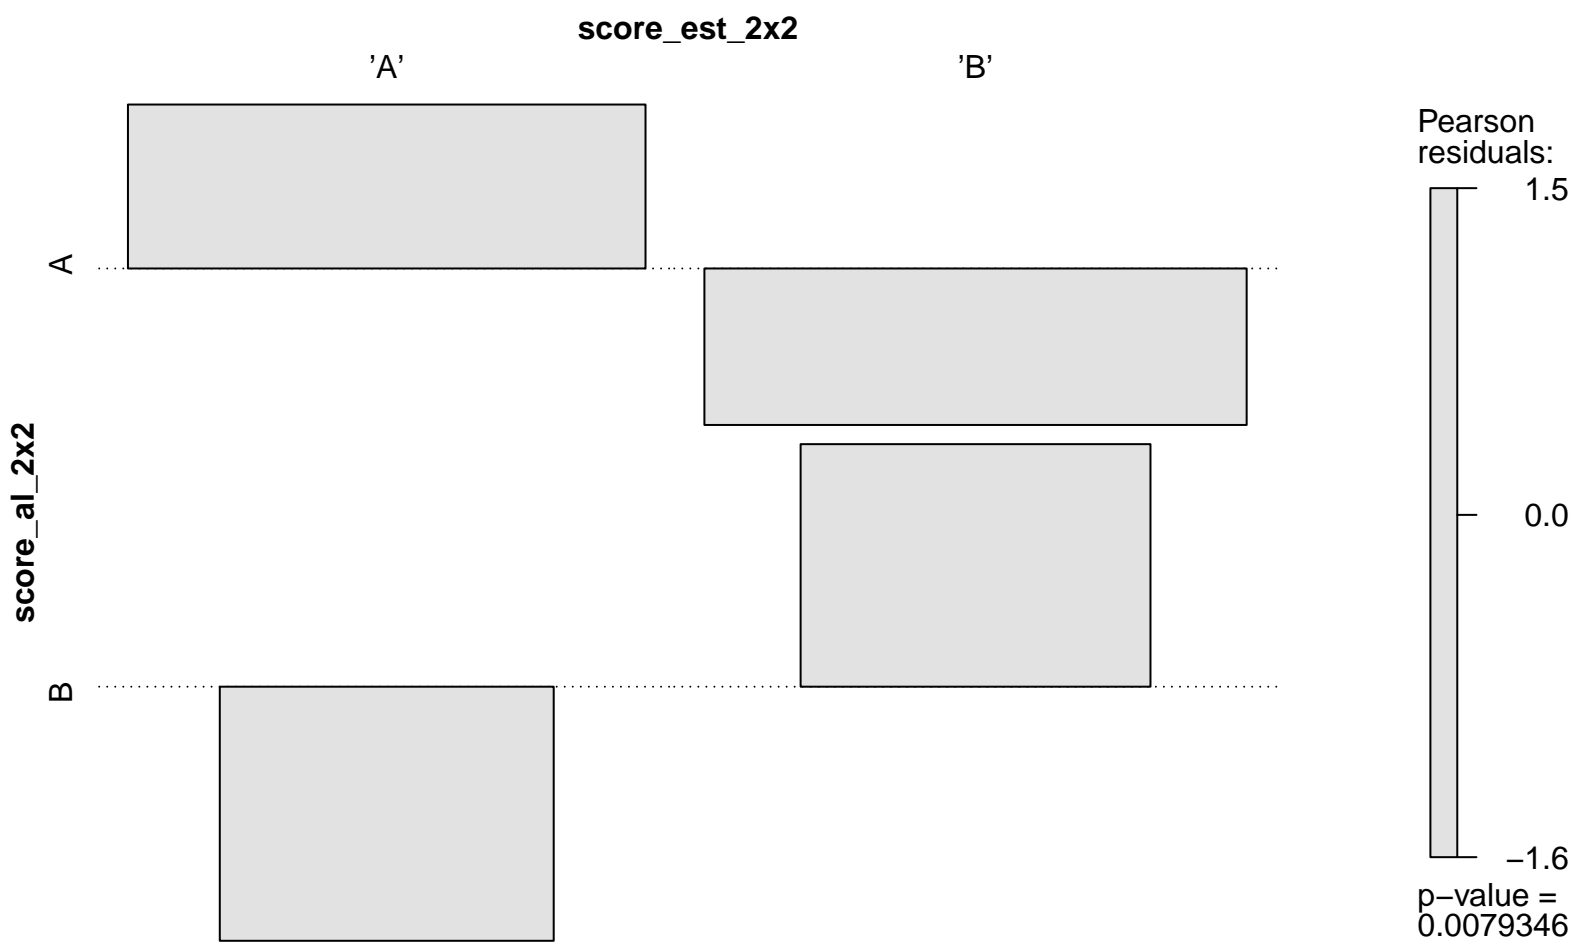 score_est_2x2
’A’ ’B’
Pearson
residuals:
1.5
A
score_al_2x2
0.0
B
−1.6
p−value =
0.0079346